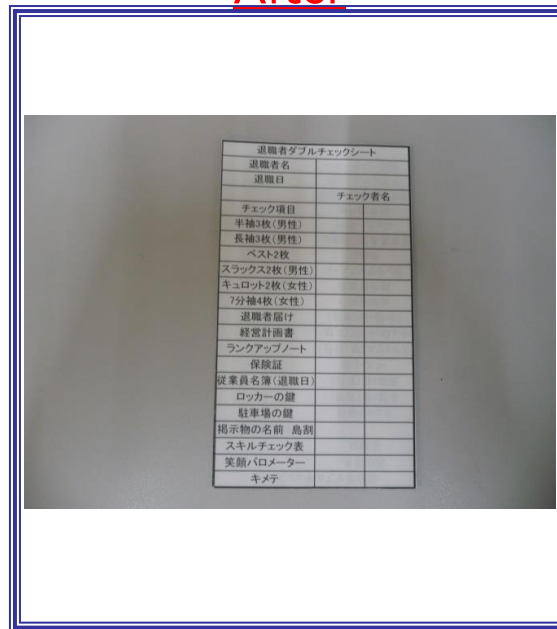 After
退職者ダブルチェックシート
退職者名
退職日
チェック者名
チェック項目
半袖3枚(男性)
長袖3枚(男性)
ベスト2枚
スラックス2枚(男性)
キュロット2枚(女性)
7分袖4枚(女性)
退職者届け
経営計画書
ランクアップノート
保険証
従業員名簿(退職日)
ロッカーの鍵
駐車場の鍵
掲示物の名前 島割
スキルチェック表
笑顔バロメーター
キメテ